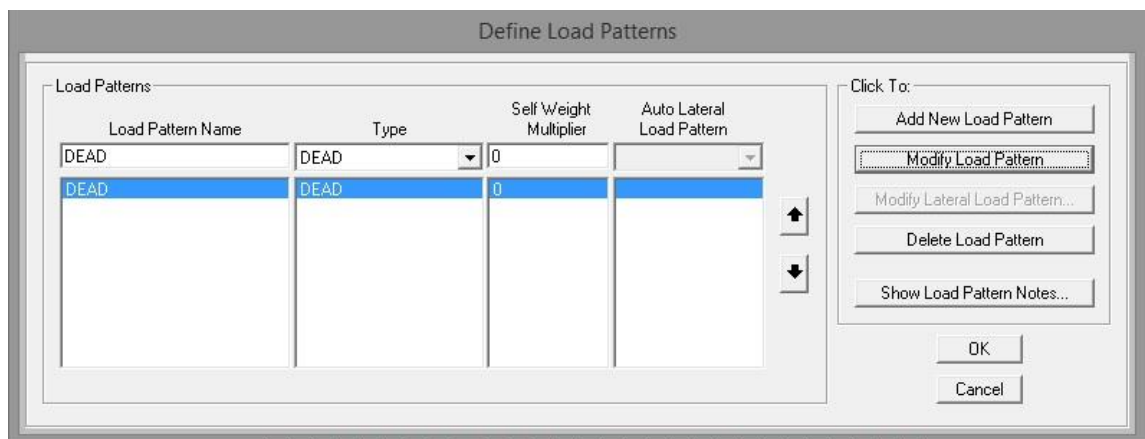 Define Load Patterns
Load Patterns
Click To:
Load Pattern Name
Type
Self Weight
Multiplier
Auto Lateral
Load Pattern
DEAD
DEAD
0
DEAD
DEAD
0
Add New Load Pattern
Modify Load Pattern
Modify Lateral Load Pattern...
Delete Load Pattern
Show Load Pattern Notes...
OK
Cancel